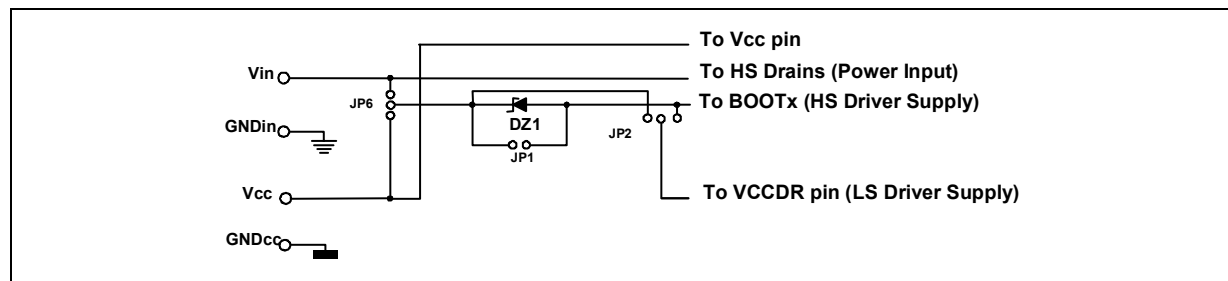 To Vcc pin
Vin
To HS Drains (Power Input)
JP6
To BOOTx (HS Driver Supply)
DZ1
JP2
GNDin
JP1
Vcc
To VCCDR pin (LS Driver Supply)
GNDcc